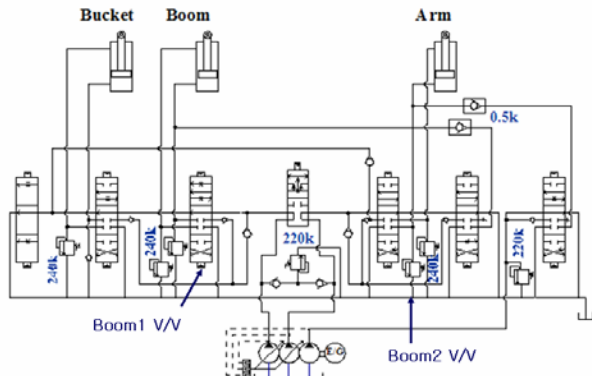 Bucket
Boom
Arm
0.5k
240k
240k
220k
240k
220k
Boom1 V/V
Boom2 V/V
E/G